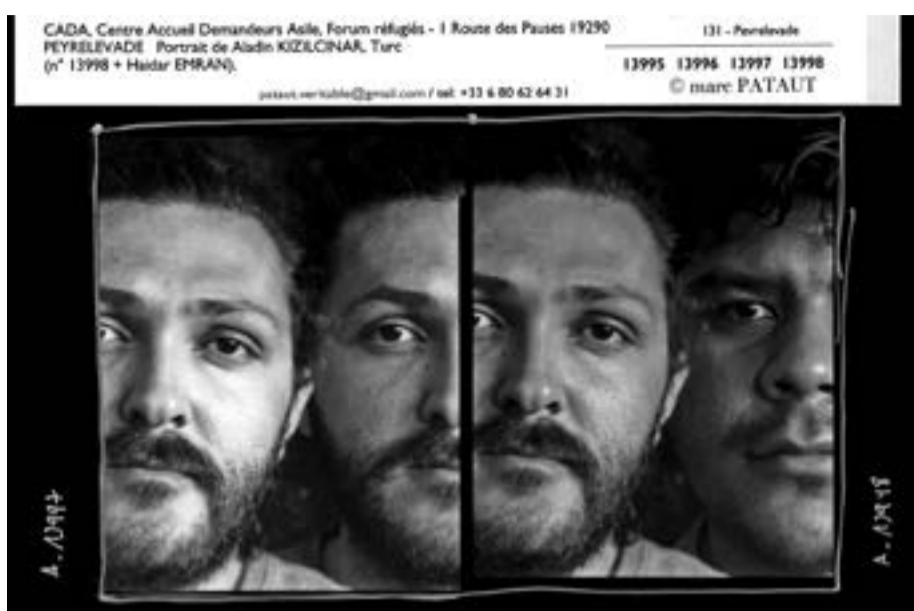 CADA, Centre Accueil Demandeurs Asile, Forum réfugiés - 1 Route des Pauses 19290
PEYRELEVADE Portrait de Aladin KIZILCINAR, Turc
(n° 13998 + Haidar EMRAN).
pataut.veritable@gmail.com / tel: +33 6 80 62 64 31
131 - Peyrelevade
13995 13996 13997 13998
© marc PATAUT
A. 13997
A. 13998